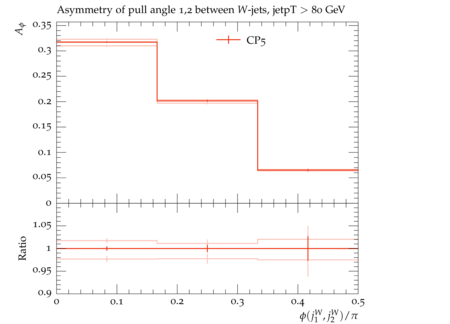 Asymmetry of pull angle 1,2 between W-jets, jetpT > 80 GeV
A_ϕ
0.35
0.3
0.25
0.2
0.15
0.1
0.05
0
CP5
Ratio
1.05
1
0.95
0.9
0 0.1 0.2 0.3 0.4 0.5
ϕ(j_1^W, j_2^W)/π